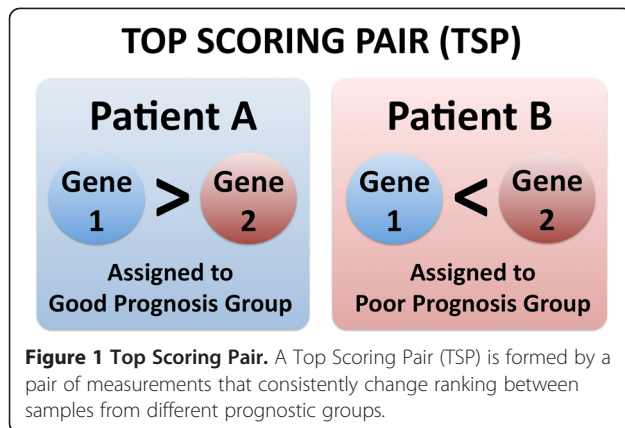 TOP SCORING PAIR (TSP)
Patient A
Gene 1 > Gene 2
Assigned to
Good Prognosis Group
Patient B
Gene 1 < Gene 2
Assigned to
Poor Prognosis Group
Figure 1 Top Scoring Pair. A Top Scoring Pair (TSP) is formed by a
pair of measurements that consistently change ranking between
samples from different prognostic groups.